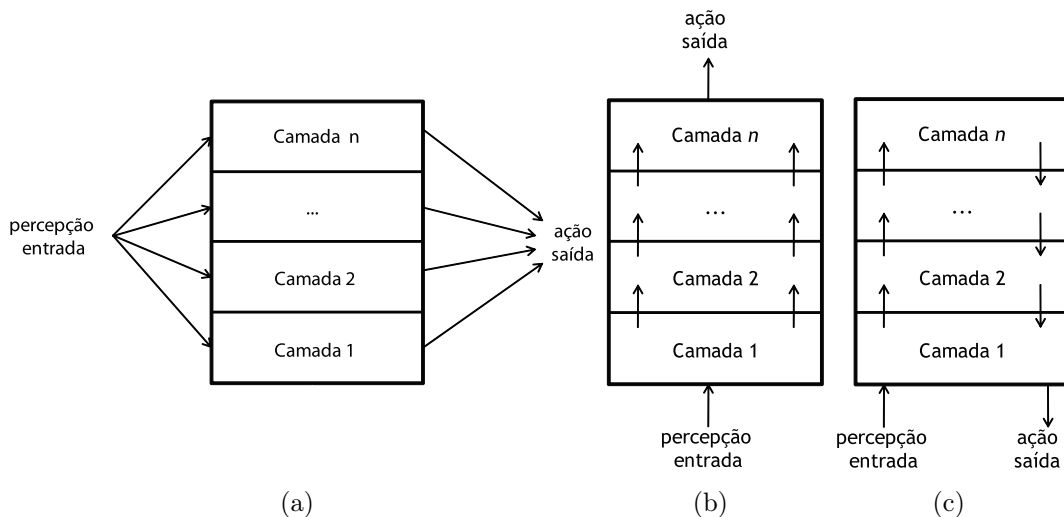 percepção
entrada
Camada n
...
Camada 2
Camada 1
ação
saída
(a)
ação
saída
Camada n
...
Camada 2
Camada 1
percepção
entrada
(b)
Camada n
...
Camada 2
Camada 1
percepção
entrada
ação
saída
(c)